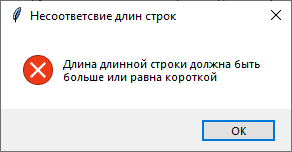 Несоответсвие длин строк
Длина длинной строки должна быть
больше или равна короткой
OK